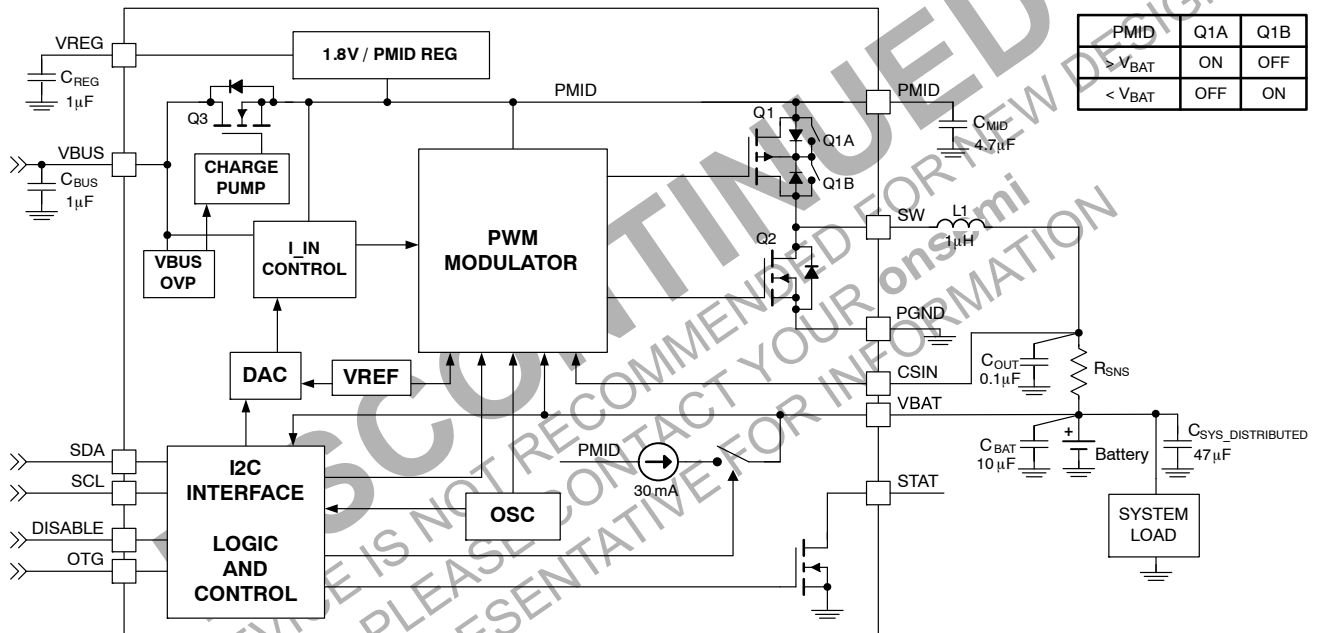 VREG
CREG
1µF
1.8V / PMID REG
Q3
PMID
Q1
Q1A
Q1B
PMID
CMID
4.7µF
PMID Q1A Q1B
> VBAT ON OFF
< VBAT OFF ON
VBUS
CBUS
1µF
CHARGE
PUMP
VBUS
OVP
I_IN
CONTROL
PWM
MODULATOR
Q2
SW
L1
1µH
PGND
DAC
VREF
CSIN
COUT
0.1µF
RSNS
VBAT
CBAT
10µF
+
Battery
CSYS_DISTRIBUTED
47µF
SYSTEM
LOAD
SDA
SCL
DISABLE
OTG
I2C
INTERFACE
LOGIC
AND
CONTROL
PMID
30 mA
OSC
STAT
DISCONTINUED
DEVICE IS NOT RECOMMENDED FOR NEW DESIGN
PLEASE CONTACT YOUR onsemi
REPRESENTATIVE FOR INFORMATION